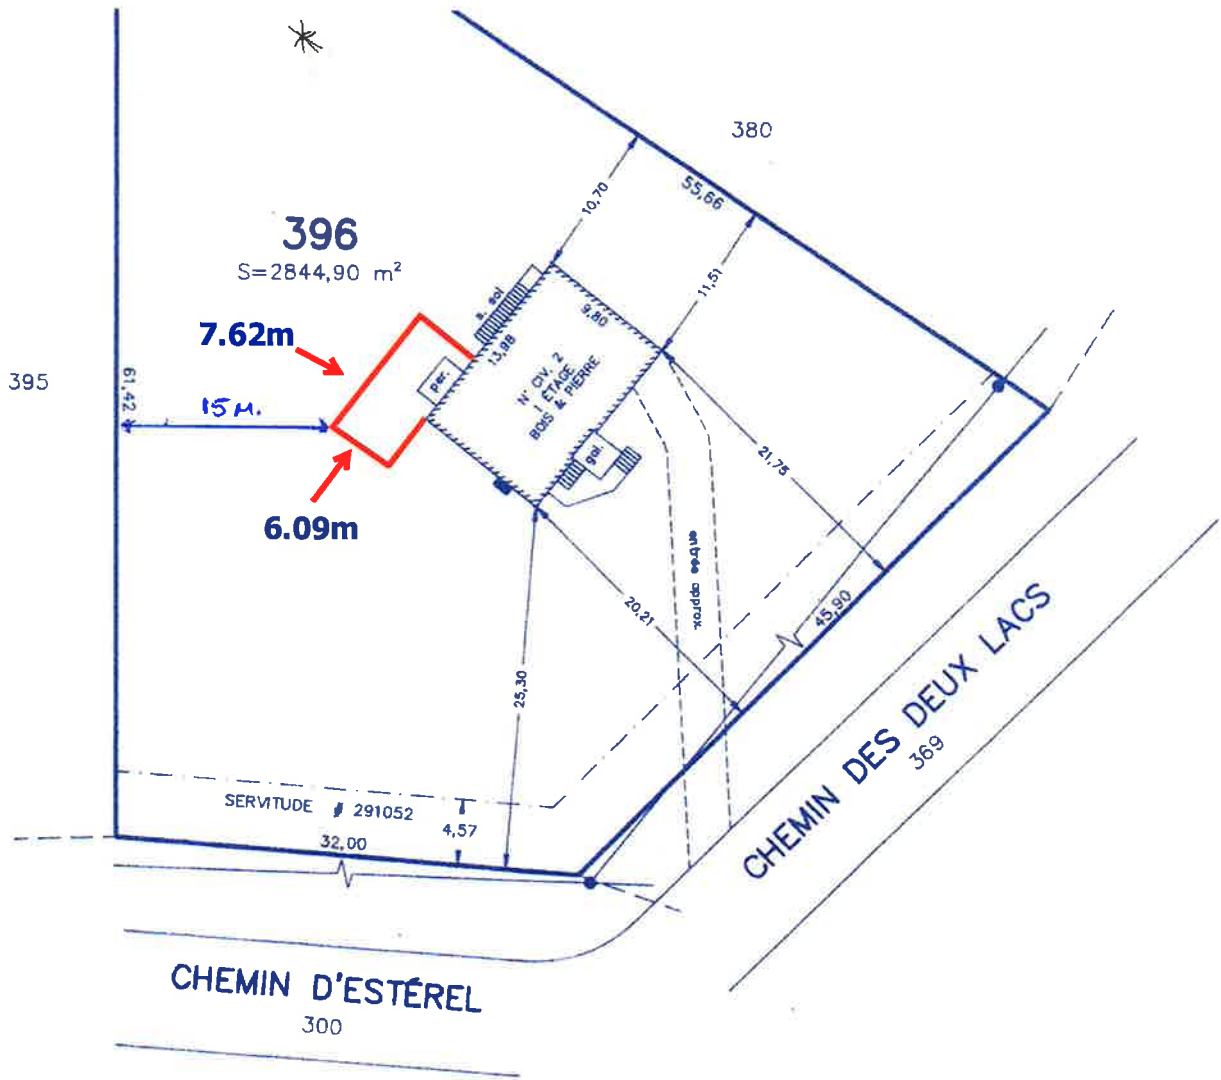 380
55,66
10,70
396
S=2844,90 m²
11,51
s. sol
9,80
7.62m
13,98
395
61,42
per.
N° CIV. 2
1 ÉTAGE
BOIS & PIERRE
15 M.
gal.
21,75
6.09m
entrée approx.
20,21
45,90
25,30
CHEMIN DES DEUX LACS
369
SERVITUDE # 291052
4,57
32,00
CHEMIN D'ESTÉREL
300